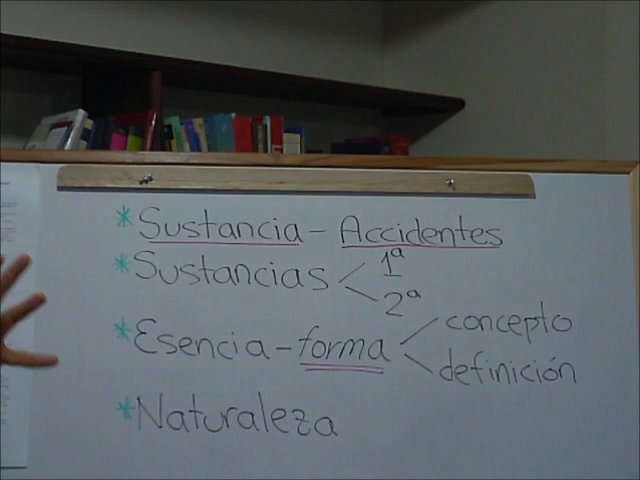 * Sustancia - Accidentes
* Sustancias 1ª
2ª
* Esencia - forma concepto
definición
* Naturaleza